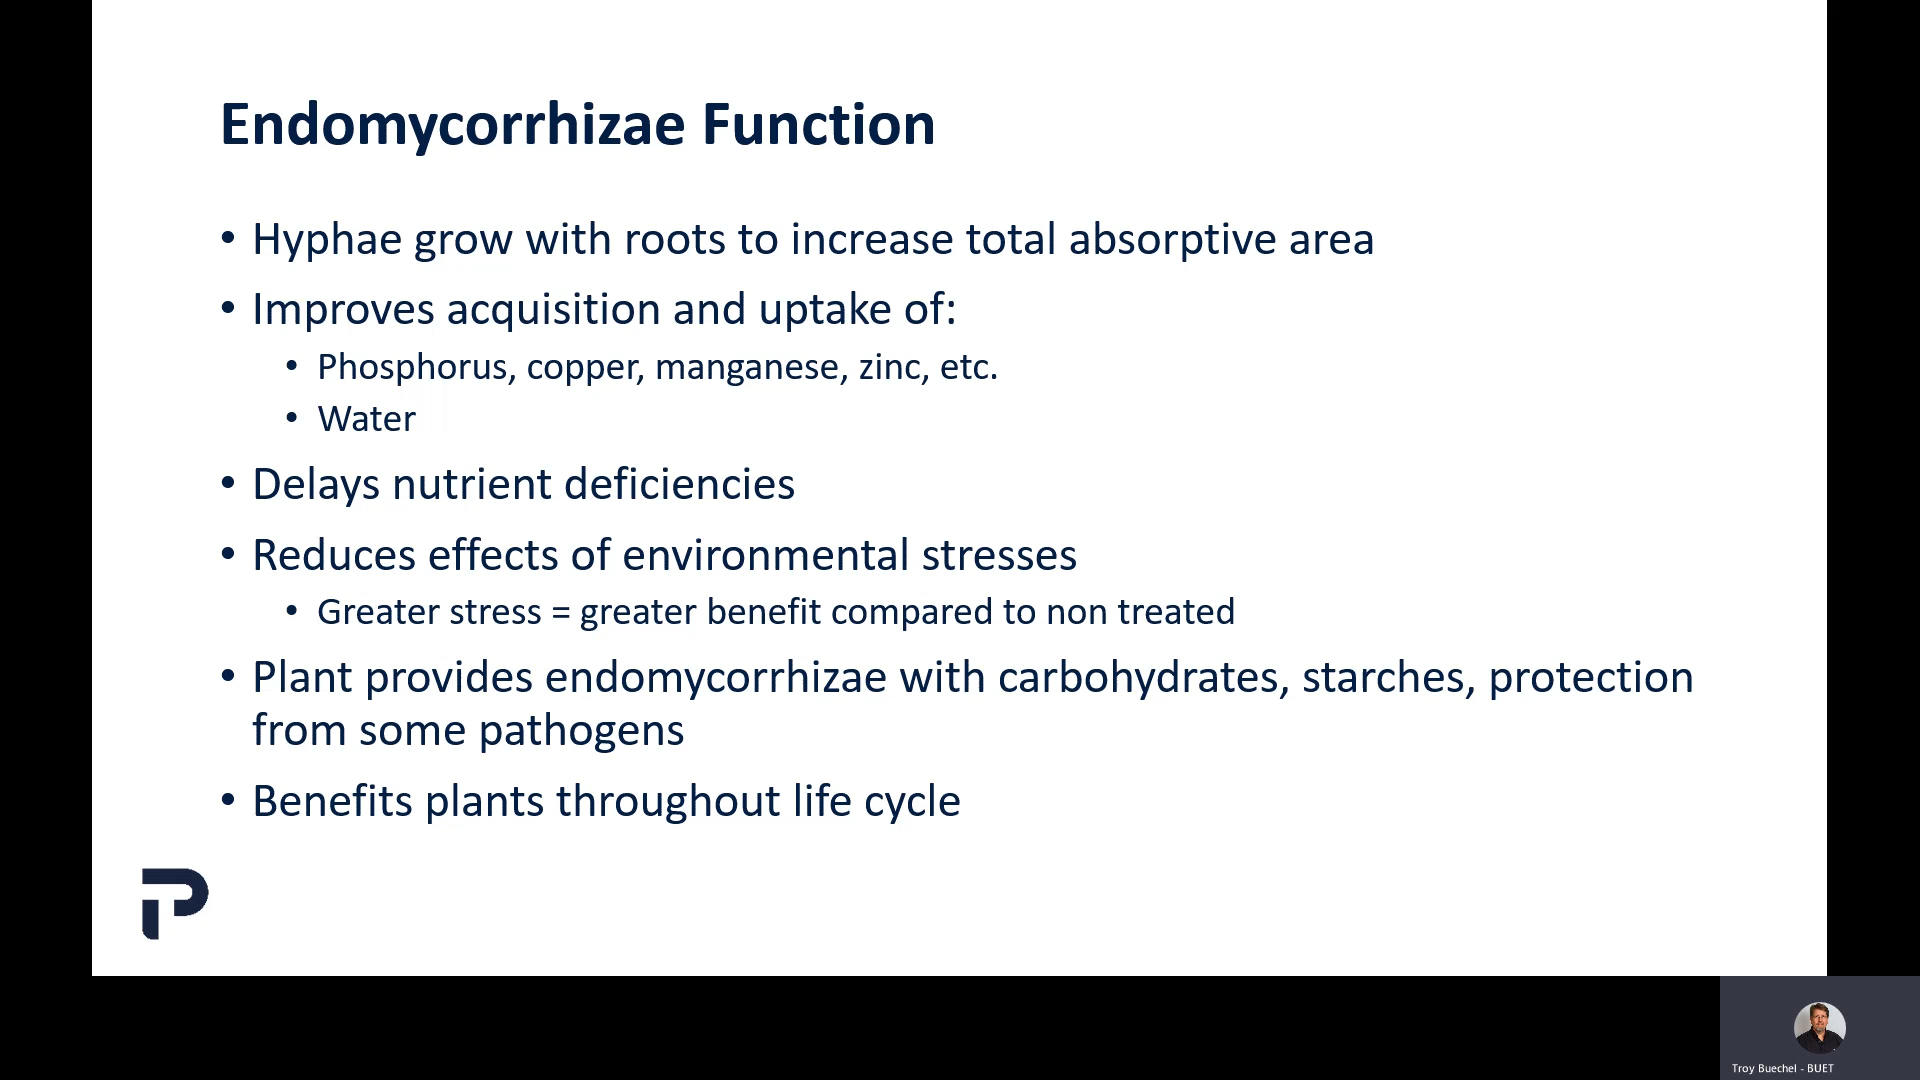 Endomycorrhizae Function
• Hyphae grow with roots to increase total absorptive area
• Improves acquisition and uptake of:
• Phosphorus, copper, manganese, zinc, etc.
• Water
• Delays nutrient deficiencies
• Reduces effects of environmental stresses
• Greater stress = greater benefit compared to non treated
• Plant provides endomycorrhizae with carbohydrates, starches, protection
from some pathogens
• Benefits plants throughout life cycle
P
Troy Buechel - BUET